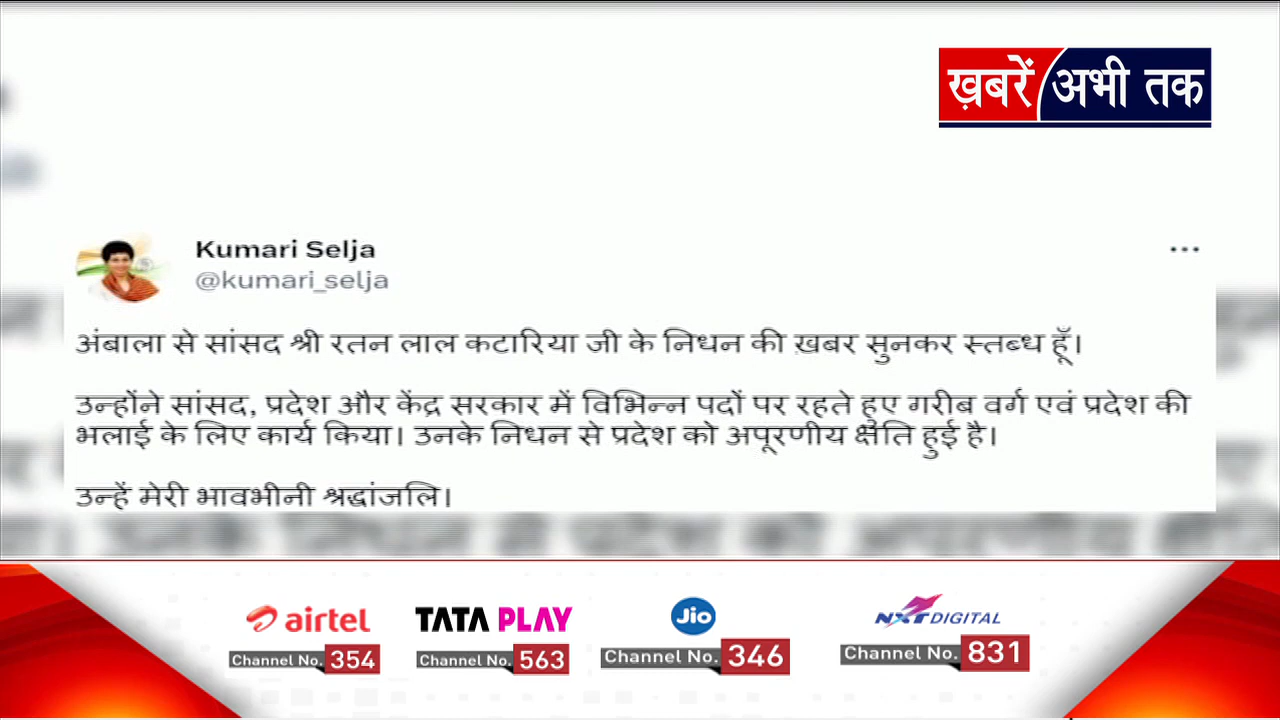 ख़बरें अभी तक
Kumari Selja
@kumari_selja
अंबाला से सांसद श्री रतन लाल कटारिया जी के निधन की ख़बर सुनकर स्तब्ध हूँ।
उन्होंने सांसद, प्रदेश और केंद्र सरकार में विभिन्न पदों पर रहते हुए गरीब वर्ग एवं प्रदेश की
भलाई के लिए कार्य किया। उनके निधन से प्रदेश को अपूरणीय क्षति हुई है।
उन्हें मेरी भावभीनी श्रद्धांजलि।
airtel TATA PLAY Jio NXT DIGITAL
Channel No. 354 Channel No. 563 Channel No. 346 Channel No. 831